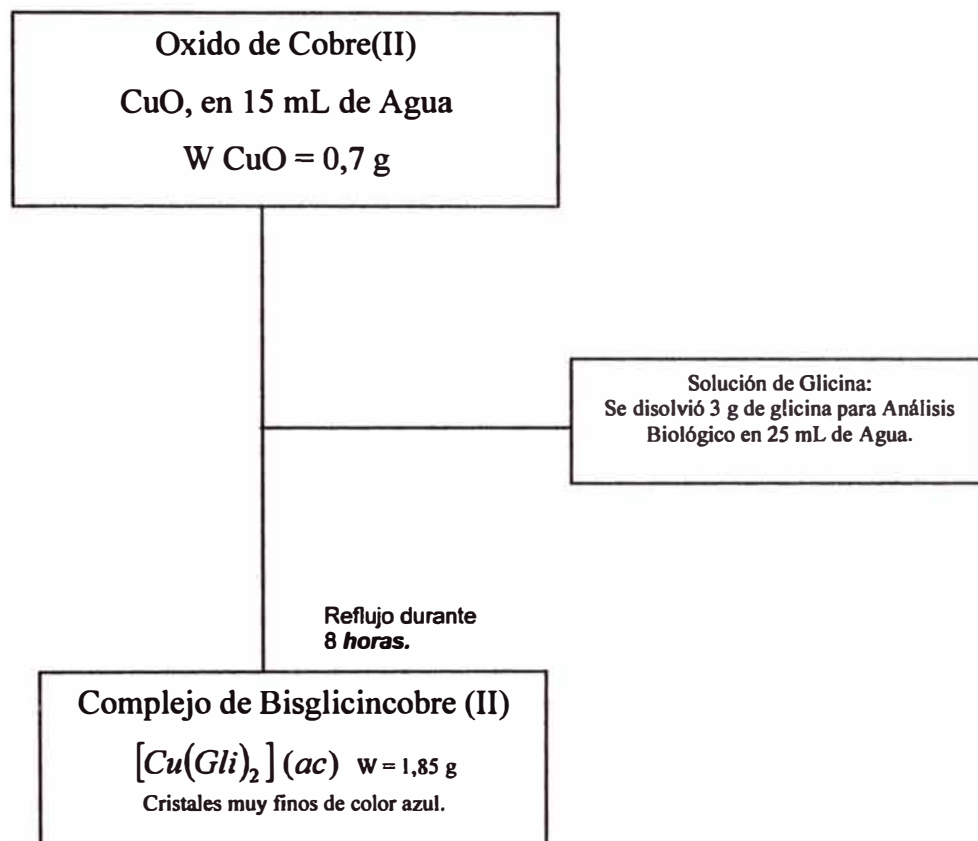 Oxido de Cobre(II)
CuO, en 15 mL de Agua
W CuO = 0,7 g
Solución de Glicina:
Se disolvió 3 g de glicina para Análisis
Biológico en 25 mL de Agua.
Reflujo durante
8 horas.
Complejo de Bisglicincobre (II)
[Cu(Gli)₂] (ac) W = 1,85 g
Cristales muy finos de color azul.